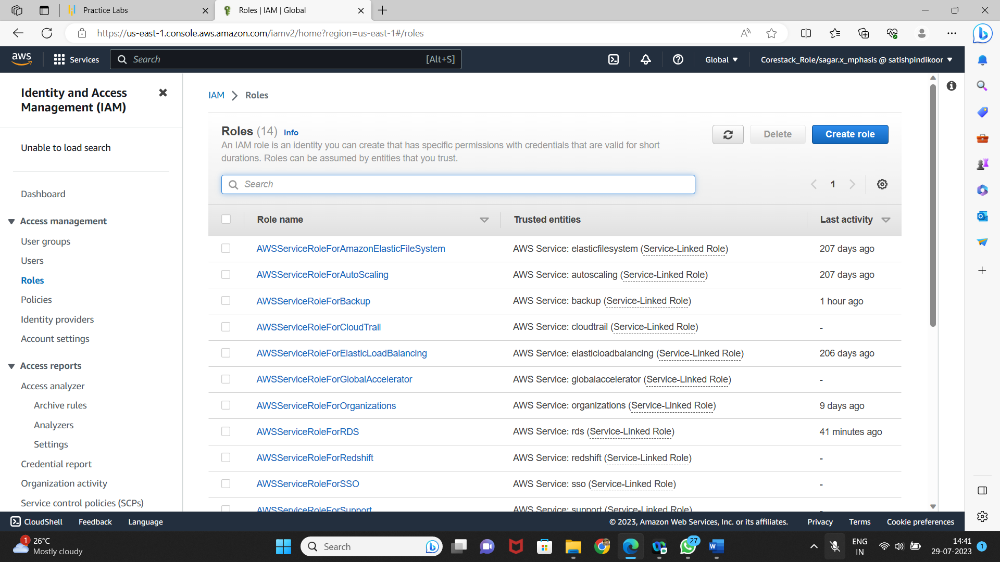 Practice Labs
Roles | IAM | Global
https://us-east-1.console.aws.amazon.com/iamv2/home?region=us-east-1#/roles
aws
Services
Search
[Alt+S]
Global
Corestack_Role/sagar.x_mphasis @ satishpindikoor
Identity and Access
Management (IAM)
Unable to load search
Dashboard
Access management
User groups
Users
Roles
Policies
Identity providers
Account settings
Access reports
Access analyzer
Archive rules
Analyzers
Settings
Credential report
Organization activity
Service control policies (SCPs)
IAM > Roles
Roles (14) Info
An IAM role is an identity you can create that has specific permissions with credentials that are valid for short
durations. Roles can be assumed by entities that you trust.
Delete
Create role
Search
1
Role name Trusted entities Last activity
AWSServiceRoleForAmazonElasticFileSystem AWS Service: elasticfilesystem (Service-Linked Role) 207 days ago
AWSServiceRoleForAutoScaling AWS Service: autoscaling (Service-Linked Role) 207 days ago
AWSServiceRoleForBackup AWS Service: backup (Service-Linked Role) 1 hour ago
AWSServiceRoleForCloudTrail AWS Service: cloudtrail (Service-Linked Role) -
AWSServiceRoleForElasticLoadBalancing AWS Service: elasticloadbalancing (Service-Linked Role) 206 days ago
AWSServiceRoleForGlobalAccelerator AWS Service: globalaccelerator (Service-Linked Role) -
AWSServiceRoleForOrganizations AWS Service: organizations (Service-Linked Role) 9 days ago
AWSServiceRoleForRDS AWS Service: rds (Service-Linked Role) 41 minutes ago
AWSServiceRoleForRedshift AWS Service: redshift (Service-Linked Role) -
AWSServiceRoleForSSO AWS Service: sso (Service-Linked Role) -
AWSServiceRoleForSupport AWS Service: support (Service-Linked Role) -
CloudShell
Feedback
Language
© 2023, Amazon Web Services, Inc. or its affiliates.
Privacy
Terms
Cookie preferences
1
26°C
Mostly cloudy
Search
27
ENG
IN
14:41
29-07-2023
1